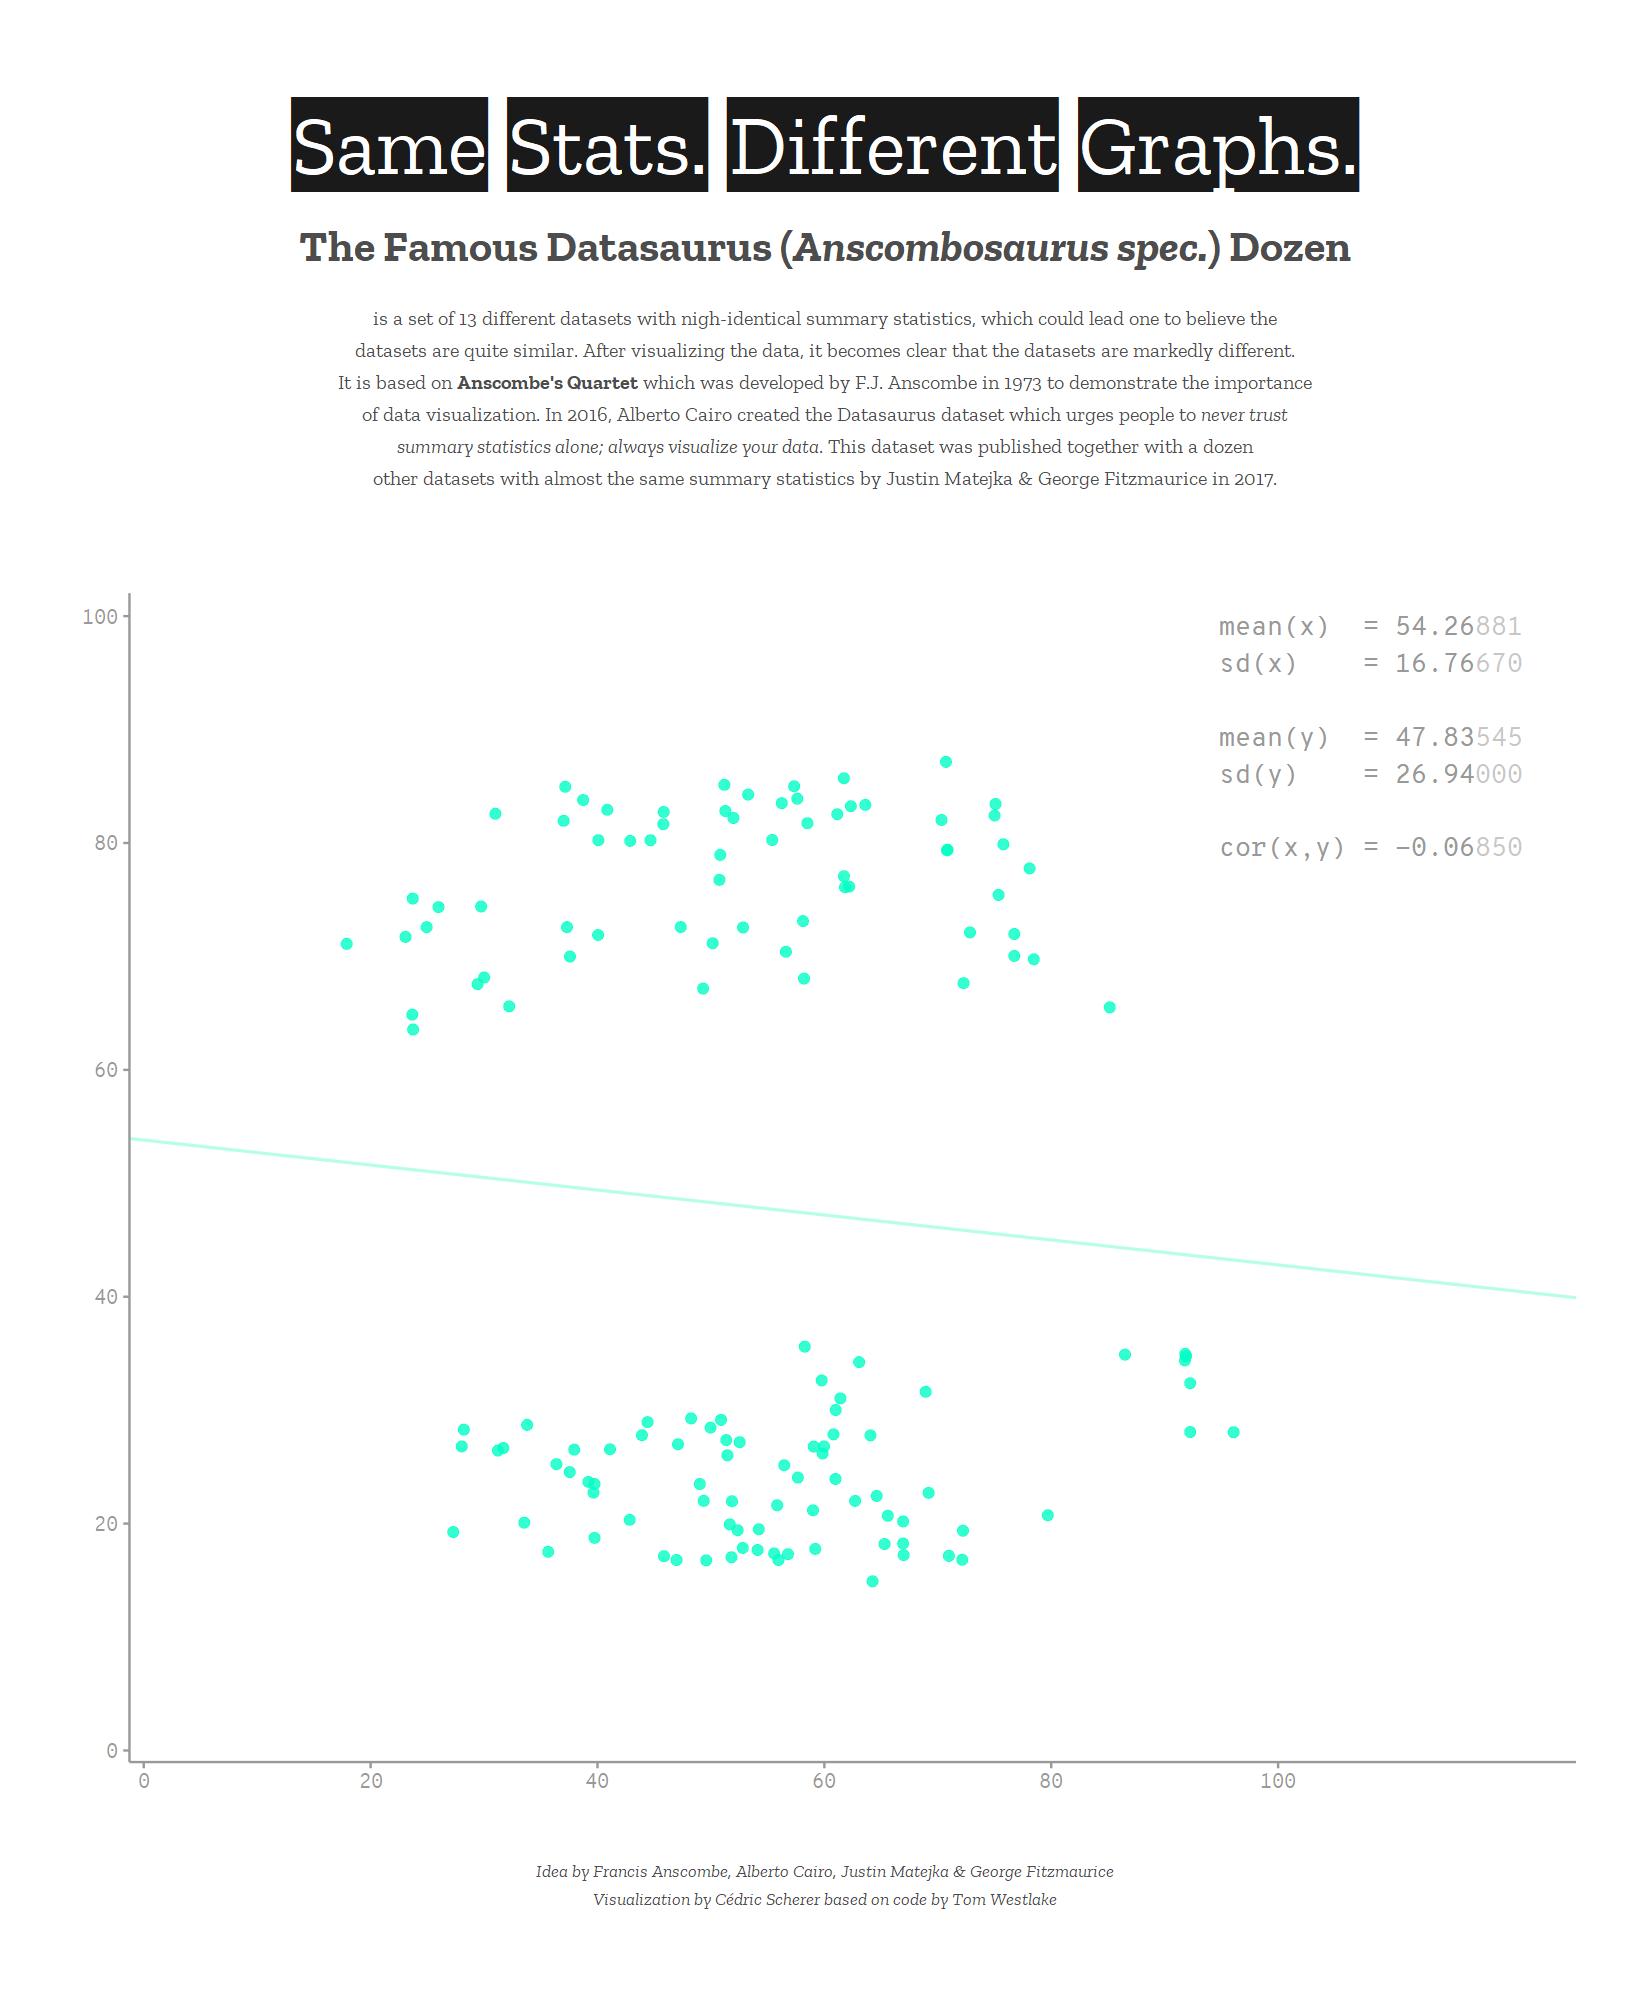 Same Stats. Different Graphs.
The Famous Datasaurus (Anscombosaurus spec.) Dozen
is a set of 13 different datasets with nigh-identical summary statistics, which could lead one to believe the
datasets are quite similar. After visualizing the data, it becomes clear that the datasets are markedly different.
It is based on Anscombe's Quartet which was developed by F.J. Anscombe in 1973 to demonstrate the importance
of data visualization. In 2016, Alberto Cairo created the Datasaurus dataset which urges people to never trust
summary statistics alone; always visualize your data. This dataset was published together with a dozen
other datasets with almost the same summary statistics by Justin Matejka & George Fitzmaurice in 2017.
mean(x) = 54.26881
sd(x) = 16.76670
mean(y) = 47.83545
sd(y) = 26.94000
cor(x,y) = −0.06850
100
80
60
40
20
0
0 20 40 60 80 100
Idea by Francis Anscombe, Alberto Cairo, Justin Matejka & George Fitzmaurice
Visualization by Cédric Scherer based on code by Tom Westlake